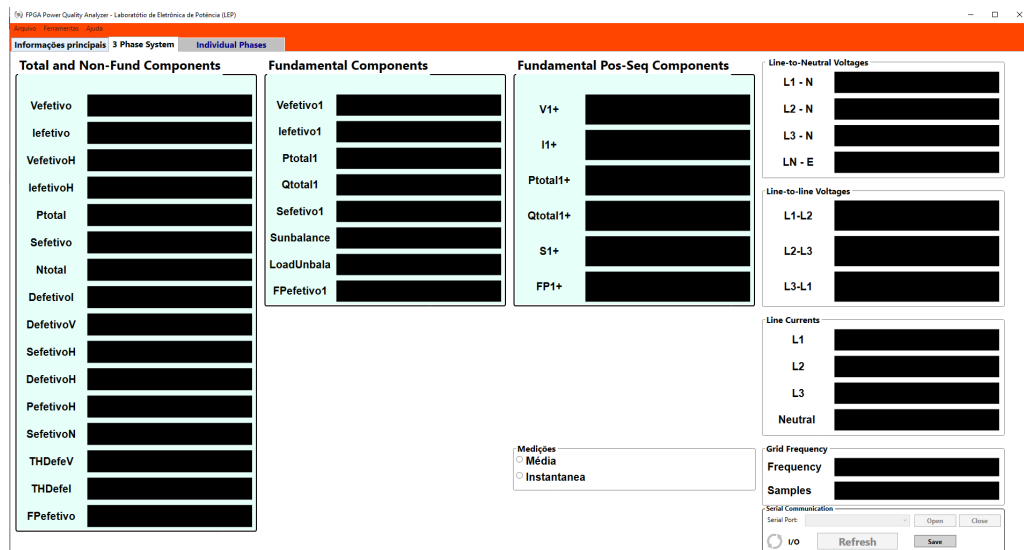 FPGA Power Quality Analyzer - Laboratótio de Eletrônica de Potência (LEP)
Arquivo Ferramentas Ajuda
Informações principais 3 Phase System Individual Phases
Total and Non-Fund Components
Vefetivo
Iefetivo
VefetivoH
IefetivoH
Ptotal
Sefetivo
Ntotal
DefetivoI
DefetivoV
SefetivoH
DefetivoH
PefetivoH
SefetivoN
THDefeV
THDefeI
FPefetivo
Fundamental Components
Vefetivo1
Iefetivo1
Ptotal1
Qtotal1
Sefetivo1
Sunbalance
LoadUnbala
FPefetivo1
Fundamental Pos-Seq Components
V1+
I1+
Ptotal1+
Qtotal1+
S1+
FP1+
Medições
Média
Instantanea
Line-to-Neutral Voltages
L1 - N
L2 - N
L3 - N
LN - E
Line-to-line Voltages
L1-L2
L2-L3
L3-L1
Line Currents
L1
L2
L3
Neutral
Grid Frequency
Frequency
Samples
Serial Communication
Serial Port: Open Close
I/O Refresh Save